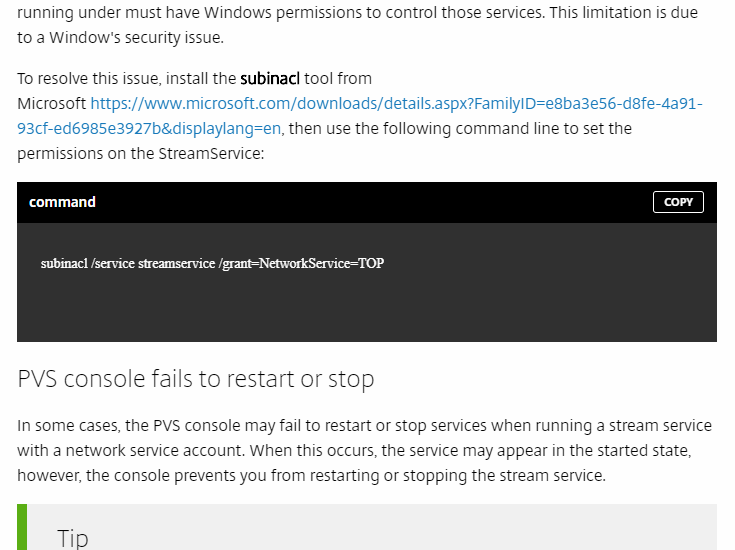 running under must have Windows permissions to control those services. This limitation is due
to a Window's security issue.
To resolve this issue, install the subinacl tool from
Microsoft https://www.microsoft.com/downloads/details.aspx?FamilyID=e8ba3e56-d8fe-4a91-
93cf-ed6985e3927b&displaylang=en, then use the following command line to set the
permissions on the StreamService:
command
COPY
subinacl /service streamservice /grant=NetworkService=TOP
PVS console fails to restart or stop
In some cases, the PVS console may fail to restart or stop services when running a stream service
with a network service account. When this occurs, the service may appear in the started state,
however, the console prevents you from restarting or stopping the stream service.
Tip